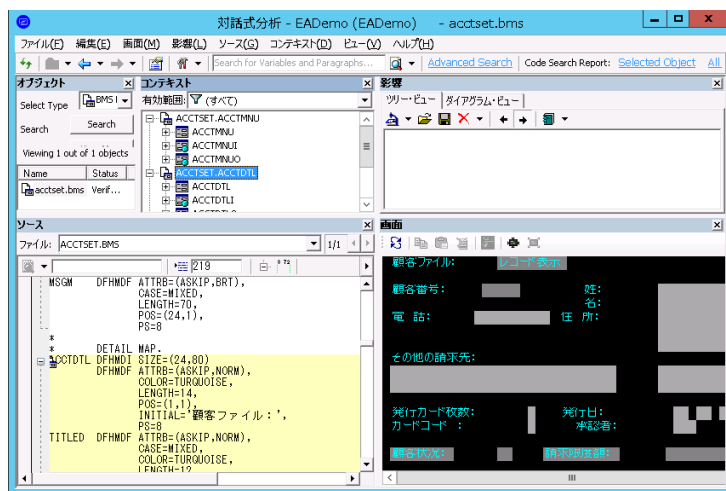 対話式分析 - EADemo (EADemo) - acctset.bms
ファイル(F) 編集(E) 画面(M) 影響(L) ソース(G) コンテキスト(D) ビュー(V) ヘルプ(H)
Search for Variables and Paragraphs... Advanced Search Code Search Report: Selected Object All
オブジェクト
Select Type BMS
Search Search
Viewing 1 out of 1 objects
Name Status
acctset.bms Verif...
コンテキスト
有効範囲: (すべて)
ACCTSET.ACCTMNU
ACCTMNU
ACCTMNUI
ACCTMNUO
ACCTSET.ACCTDTL
ACCTDTL
ACCTDTLI
影響
ツリー・ビュー ダイアグラム・ビュー
ソース
ファイル: ACCTSET.BMS 1/1
219 72
MSGM DFHMDF ATTRB=(ASKIP,BRT),
CASE=MIXED,
LENGTH=70,
POS=(24,1),
PS=8
*
* DETAIL MAP.
ACCTDTL DFHMDI SIZE=(24,80)
DFHMDF ATTRB=(ASKIP,NORM),
COLOR=TURQUOISE,
LENGTH=14,
POS=(1,1),
INITIAL='顧客ファイル：',
PS=8
TITLED DFHMDF ATTRB=(ASKIP,NORM),
CASE=MIXED,
COLOR=TURQUOISE,
LENGTH=12
画面
顧客ファイル: レコード表示
顧客番号: 姓:
名:
電 話: 住 所:
その他の請求先:
発行カード枚数: 発行日:
カードコード : 承認者:
顧客状況: 請求限度額: